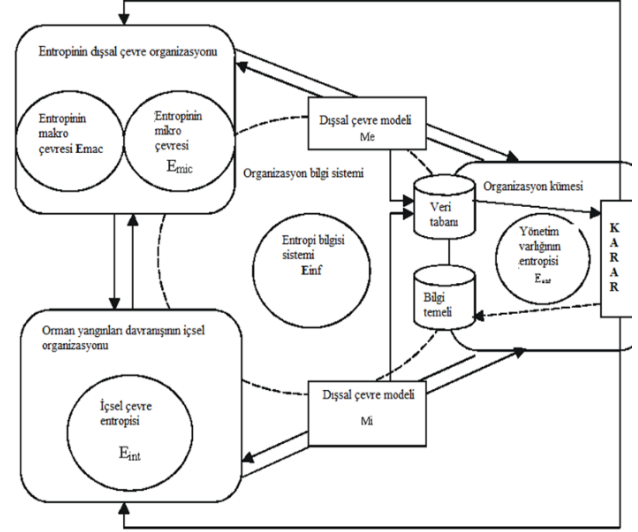 Entropinin dışsal çevre organizasyonu
Entropinin
makro
çevresi Emac
Entropinin
mikro
çevresi
Emic
Dışsal çevre modeli
Me
Organizasyon bilgi sistemi
Organizasyon kümesi
Veri
tabanı
Entropi bilgisi
sistemi
Einf
Yönetim
varlığının
entropisi
K
A
R
A
R
Bilgi
temeli
Orman yangınları davranışının içsel
organizasyonu
İçsel çevre
entropisi
Eint
Dışsal çevre modeli
Mi